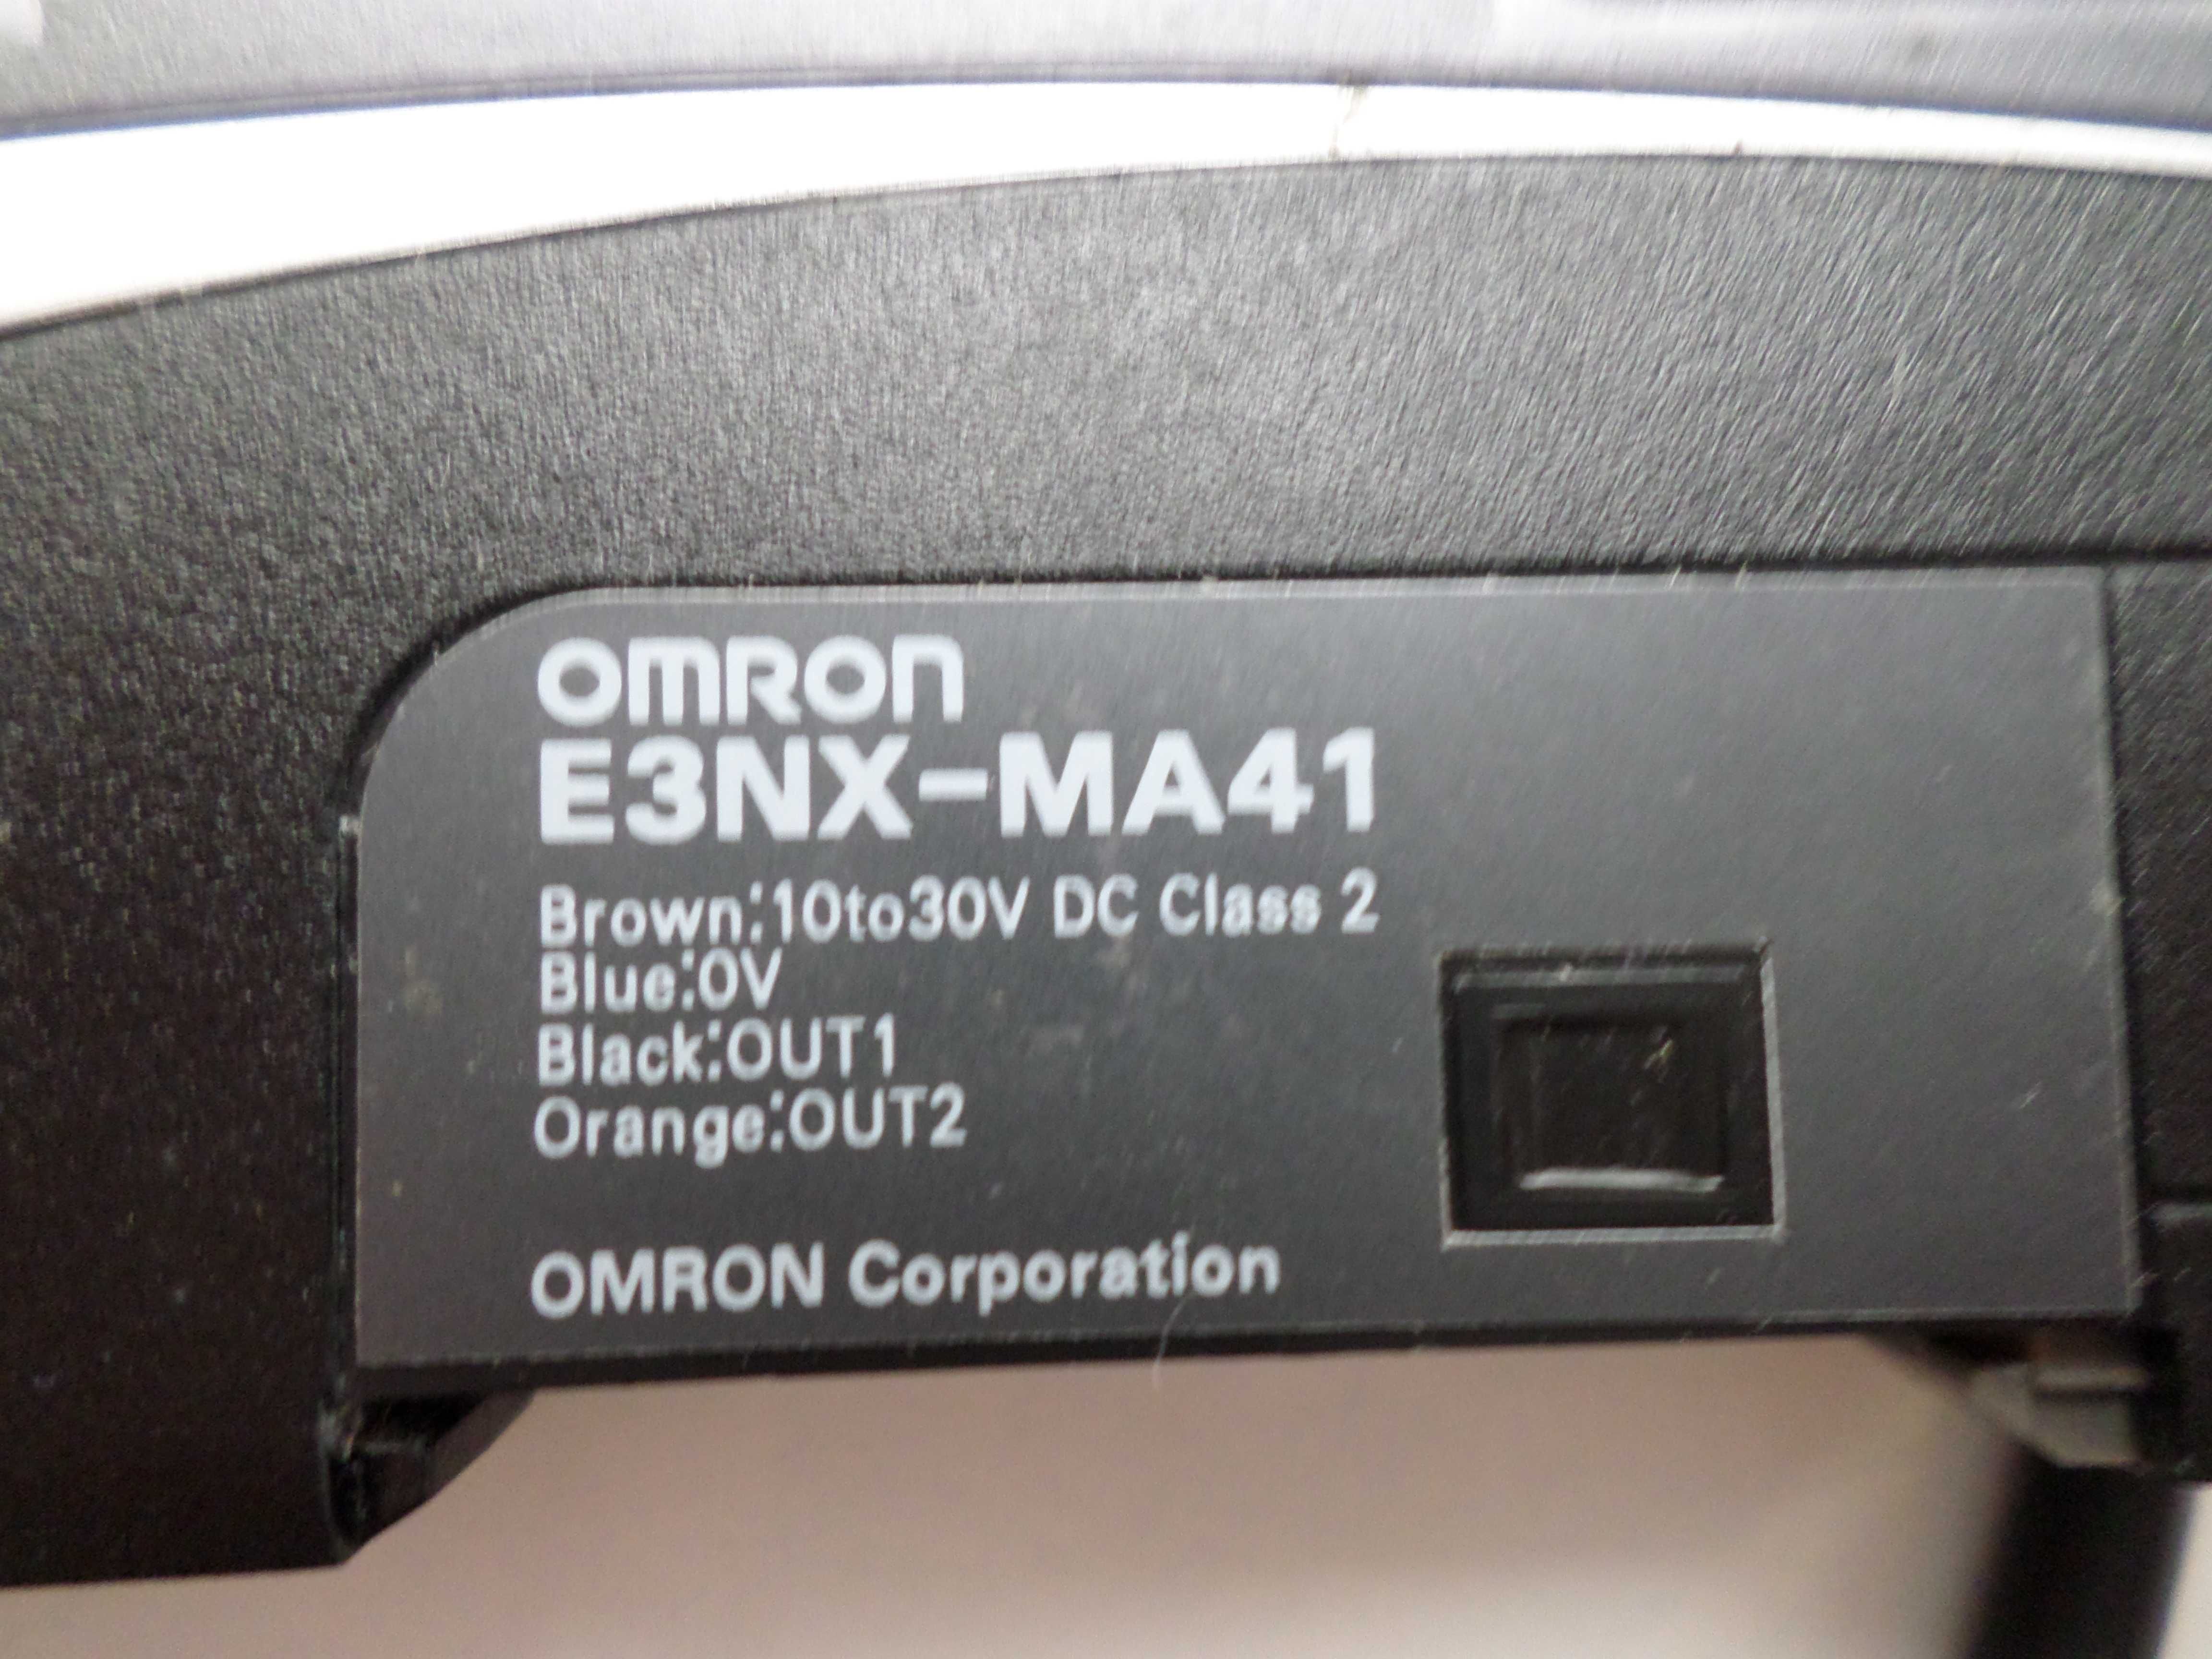 OMRON
E3NX-MA41
Brown:10to30V DC Class 2
Blue:0V
Black:OUT1
Orange:OUT2
OMRON Corporation